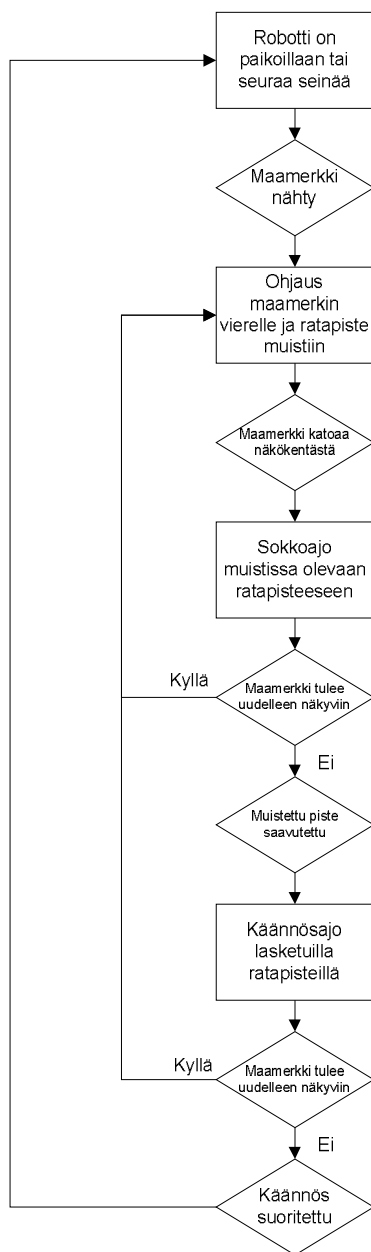 Robotti on
paikoillaan tai
seuraa seinää
Maamerkki
nähty
Ohjaus
maamerkin
vierelle ja ratapiste
muistiin
Maamerkki katoaa
näkökentästä
Sokkoajo
muistissa olevaan
ratapisteeseen
Kyllä
Maamerkki tulee
uudelleen näkyviin
Ei
Muistettu piste
saavutettu
Käännösajo
lasketuilla
ratapisteillä
Kyllä
Maamerkki tulee
uudelleen näkyviin
Ei
Käännös
suoritettu